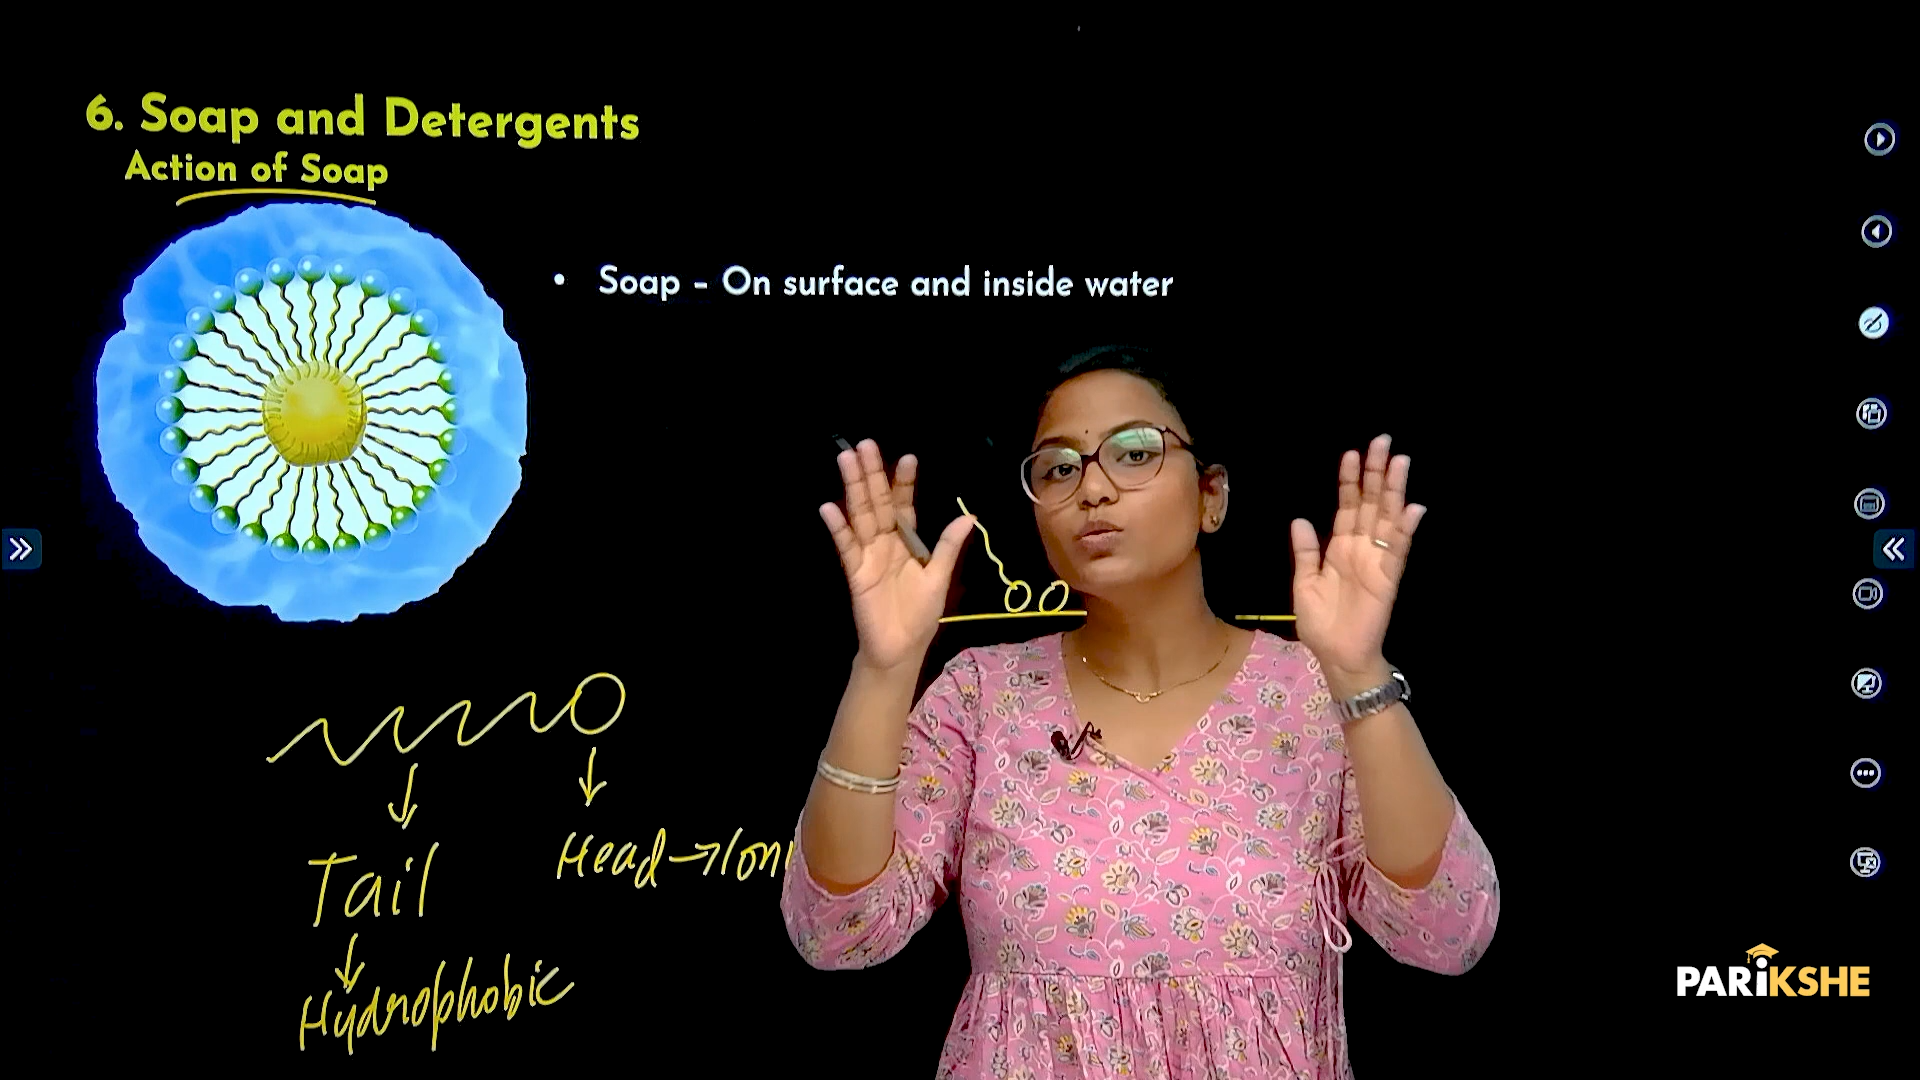 6. Soap and Detergents
Action of Soap
• Soap - On surface and inside water
Tail
Head →
Hydrophobic
PARIKSHE